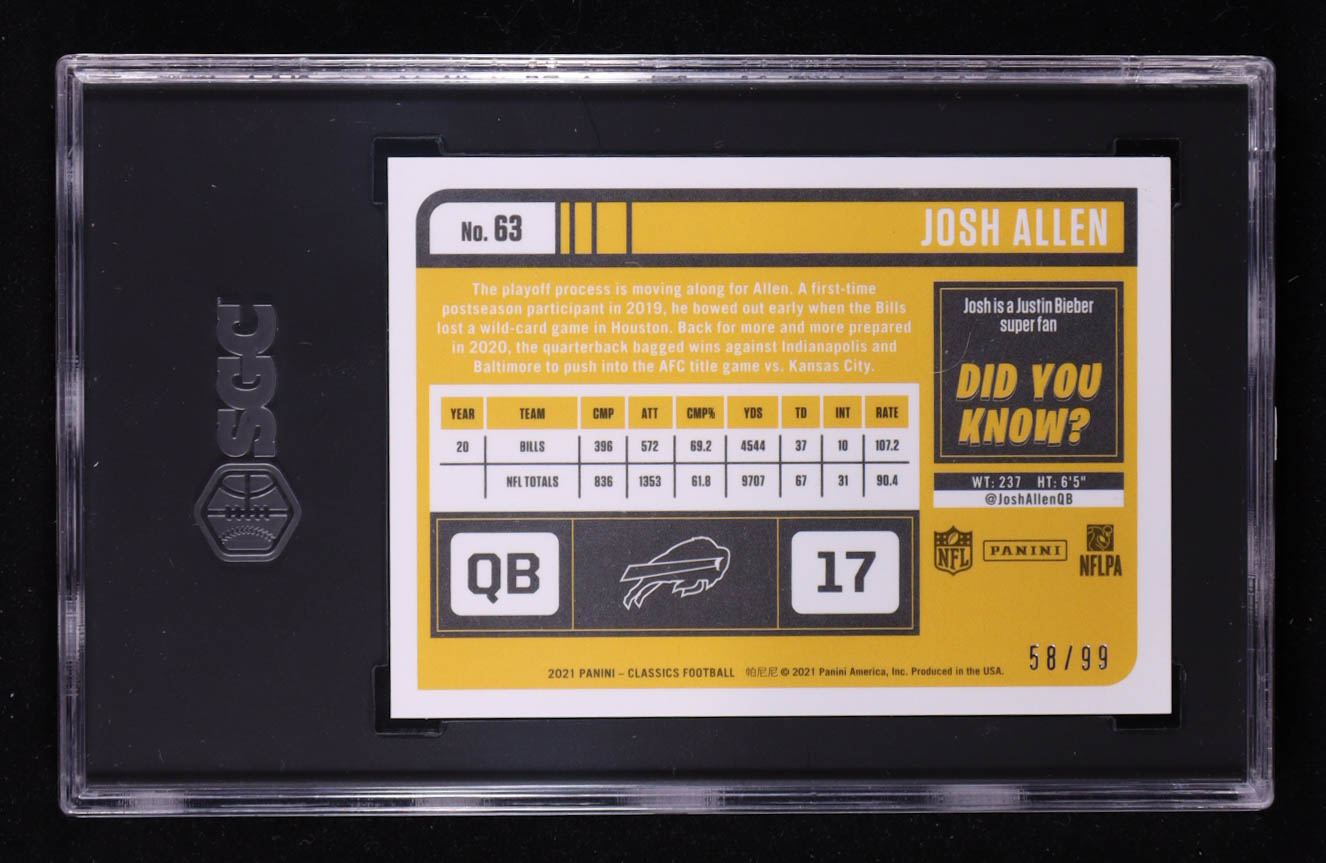 SGC
No. 63
JOSH ALLEN
The playoff process is moving along for Allen. A first-time
postseason participant in 2019, he bowed out early when the Bills
lost a wild-card game in Houston. Back for more and more prepared
in 2020, the quarterback bagged wins against Indianapolis and
Baltimore to push into the AFC title game vs. Kansas City.
Josh is a Justin Bieber
superfan
DID YOU
KNOW?
YEAR TEAM CMP ATT CMP% YDS TD INT RATE
20 BILLS 396 572 69.2 4544 37 10 107.2
NFL TOTALS 836 1353 61.8 9707 67 31 90.4
WT: 237 HT: 6'5"
@JoshAllenQB
QB
17
NFL
PANINI
NFLPA
58/99
2021 PANINI – CLASSICS FOOTBALL 帕尼尼 © 2021 Panini America, Inc. Produced in the USA.